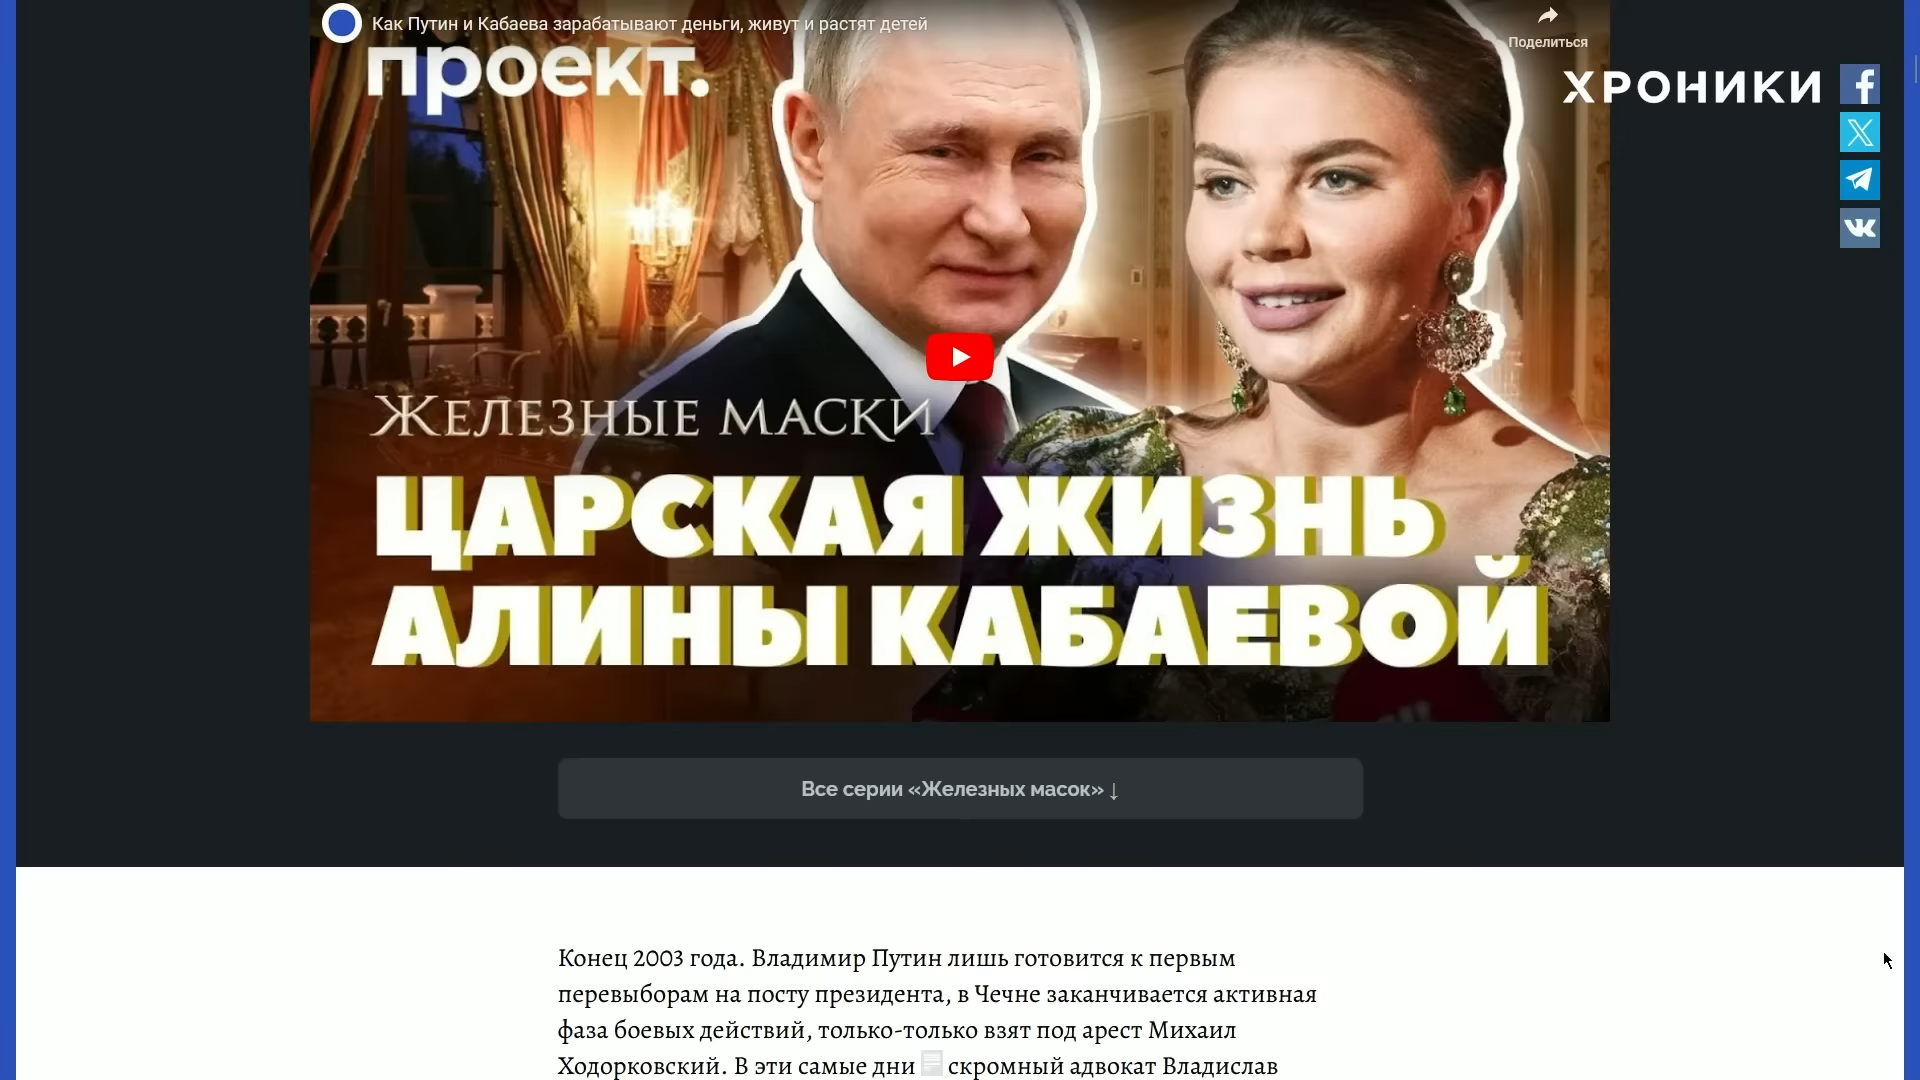 Как Путин и Кабаева зарабатывают деньги, живут и растят детей
Поделиться
проект.
ХРОНИКИ
ЖЕЛЕЗНЫЕ МАСКИ
ЦАРСКАЯ ЖИЗНЬ
АЛИНЫ КАБАЕВОЙ
Все серии «Железных масок» ↓
Конец 2003 года. Владимир Путин лишь готовится к первым
перевыборам на посту президента, в Чечне заканчивается активная
фаза боевых действий, только-только взят под арест Михаил
Ходорковский. В эти самые дни скромный адвокат Владислав